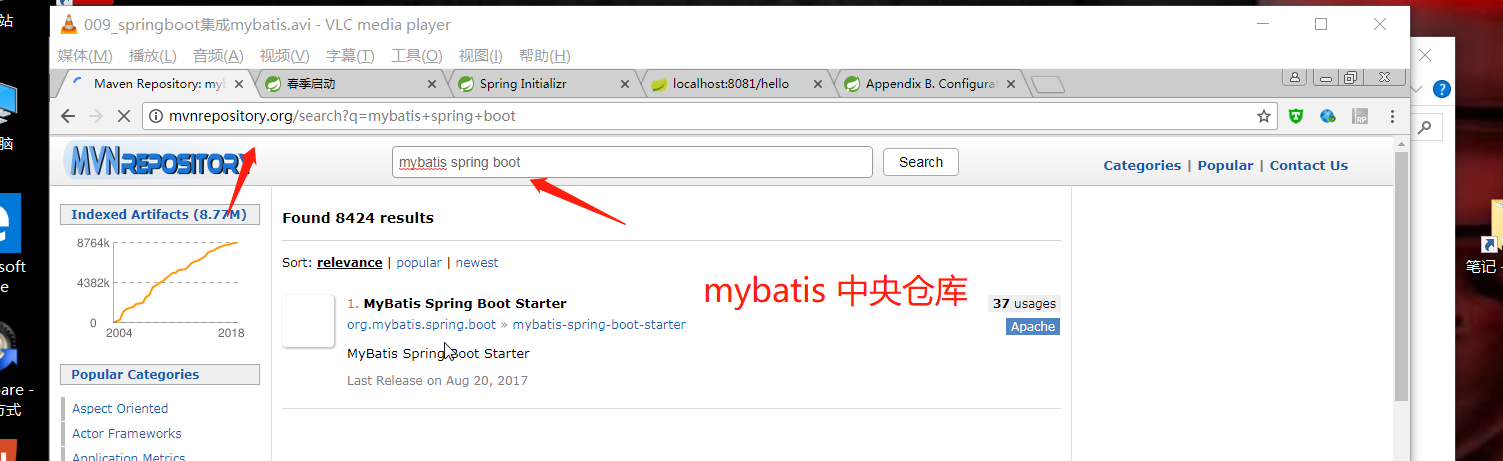 站
009_springboot集成mybatis.avi - VLC media player
媒体(M) 播放(L) 音频(A) 视频(V) 字幕(T) 工具(O) 视图(I) 帮助(H)
Maven Repository: myl
春季启动
Spring Initializr
localhost:8081/hello
Appendix B. Configurat
mvnrepository.org/search?q=mybatis+spring+boot
RP
脑
MVNREPOSITORY
mybatis spring boot
Search
Categories | Popular | Contact Us
Indexed Artifacts (8.77M)
8764k
4382k
0
2004
2018
Found 8424 results
Sort: relevance | popular | newest
mybatis 中央仓库
1. MyBatis Spring Boot Starter
37 usages
org.mybatis.spring.boot » mybatis-spring-boot-starter
Apache
MyBatis Spring Boot Starter
Last Release on Aug 20, 2017
Popular Categories
Aspect Oriented
Actor Frameworks
Application Metrics
soft
e
are -
方式
笔记 -